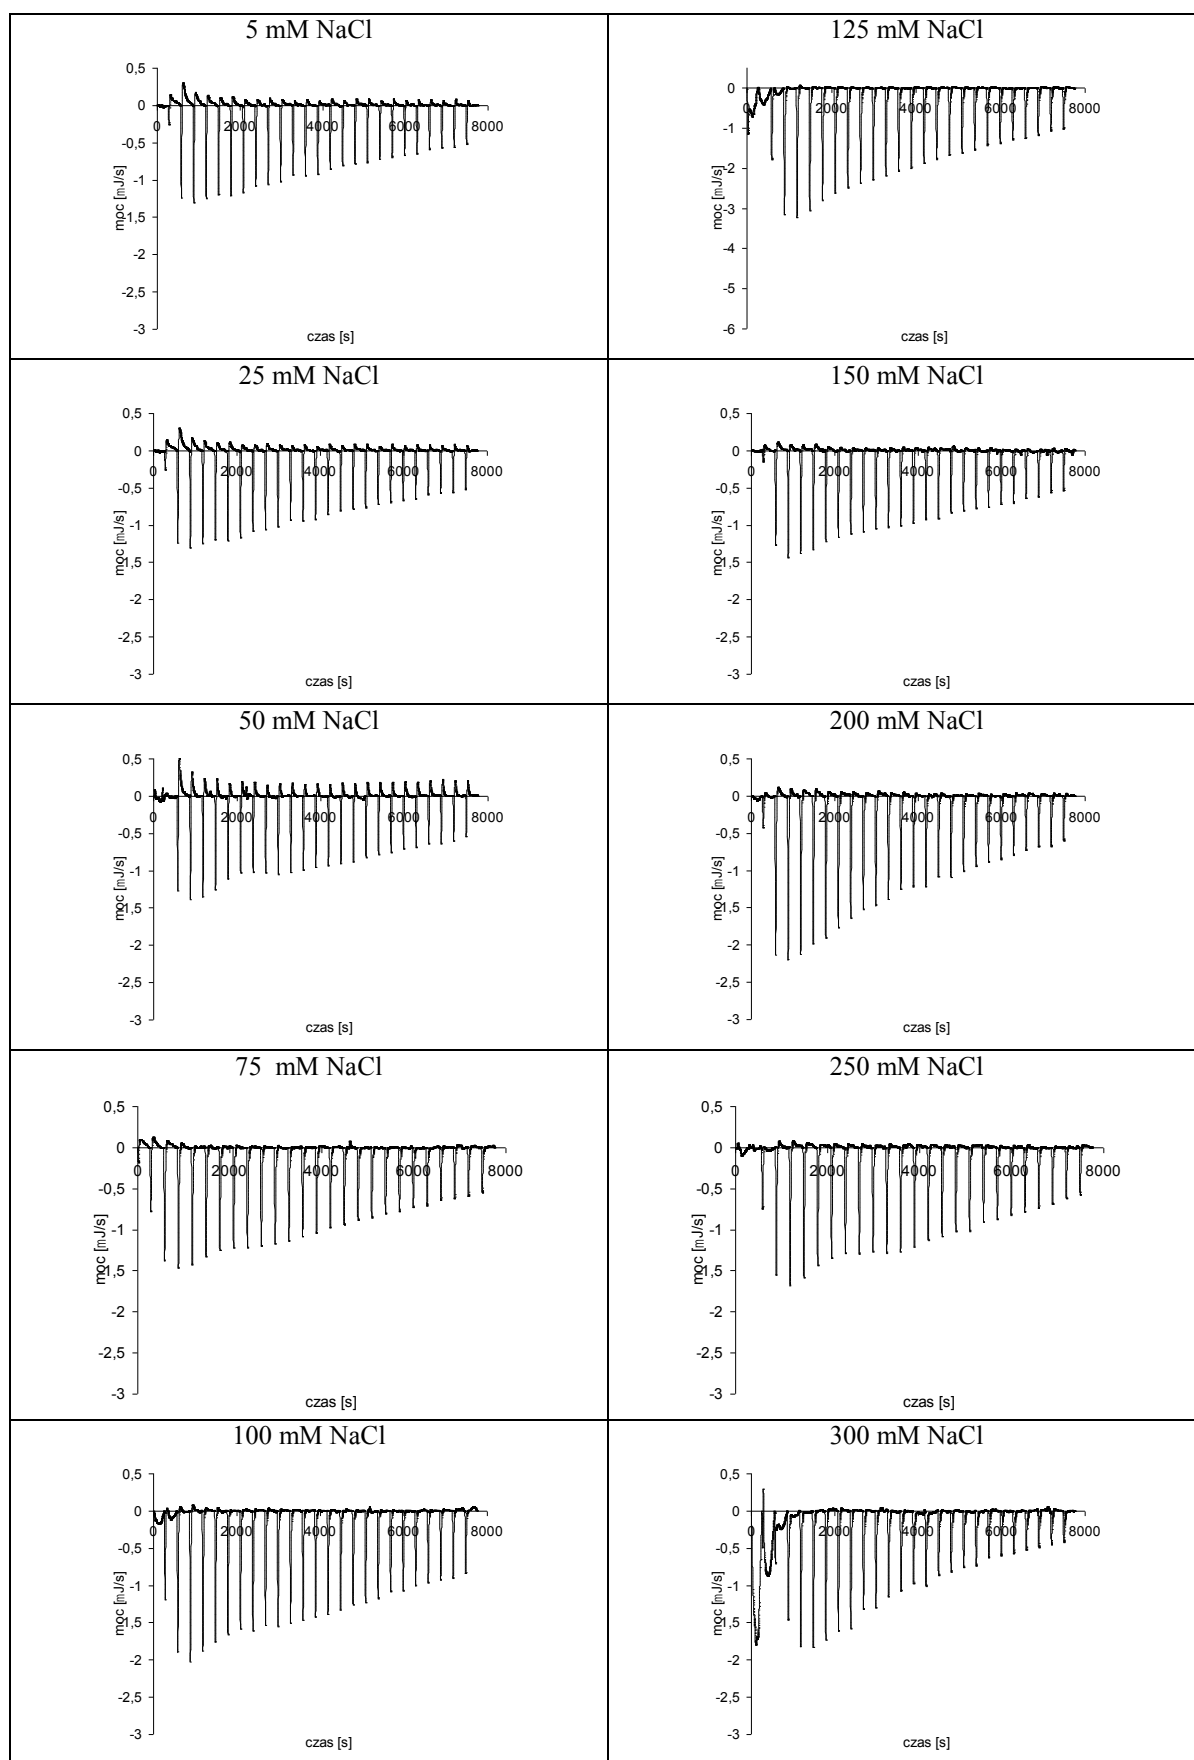 5 mM NaCl
0,5
0
0 2000 4000 6000 8000
-0,5
-1
-1,5
-2
-2,5
-3
moc [mJ/s]
czas [s]
125 mM NaCl
0
0 2000 4000 6000 8000
-1
-2
-3
-4
-5
-6
moc [mJ/s]
czas [s]
25 mM NaCl
0,5
0
0 2000 4000 6000 8000
-0,5
-1
-1,5
-2
-2,5
-3
moc [mJ/s]
czas [s]
150 mM NaCl
0,5
0
0 2000 4000 6000 8000
-0,5
-1
-1,5
-2
-2,5
-3
moc [mJ/s]
czas [s]
50 mM NaCl
0,5
0
0 2000 4000 6000 8000
-0,5
-1
-1,5
-2
-2,5
-3
moc [mJ/s]
czas [s]
200 mM NaCl
0,5
0
0 2000 4000 6000 8000
-0,5
-1
-1,5
-2
-2,5
-3
moc [mJ/s]
czas [s]
75 mM NaCl
0,5
0
0 2000 4000 6000 8000
-0,5
-1
-1,5
-2
-2,5
-3
moc [mJ/s]
czas [s]
250 mM NaCl
0,5
0
0 2000 4000 6000 8000
-0,5
-1
-1,5
-2
-2,5
-3
moc [mJ/s]
czas [s]
100 mM NaCl
0,5
0
0 2000 4000 6000 8000
-0,5
-1
-1,5
-2
-2,5
-3
moc [mJ/s]
czas [s]
300 mM NaCl
0,5
0
0 2000 4000 6000 8000
-0,5
-1
-1,5
-2
-2,5
-3
moc [mJ/s]
czas [s]